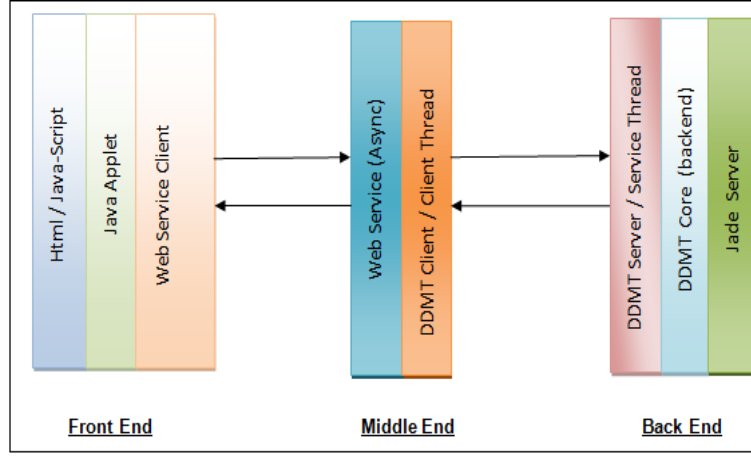 Html / Java-Script
Java Applet
Web Service Client
Web Service (Async)
DDMT Client / Client Thread
DDMT Server / Service Thread
DDMT Core (backend)
Jade Server
Front End
Middle End
Back End